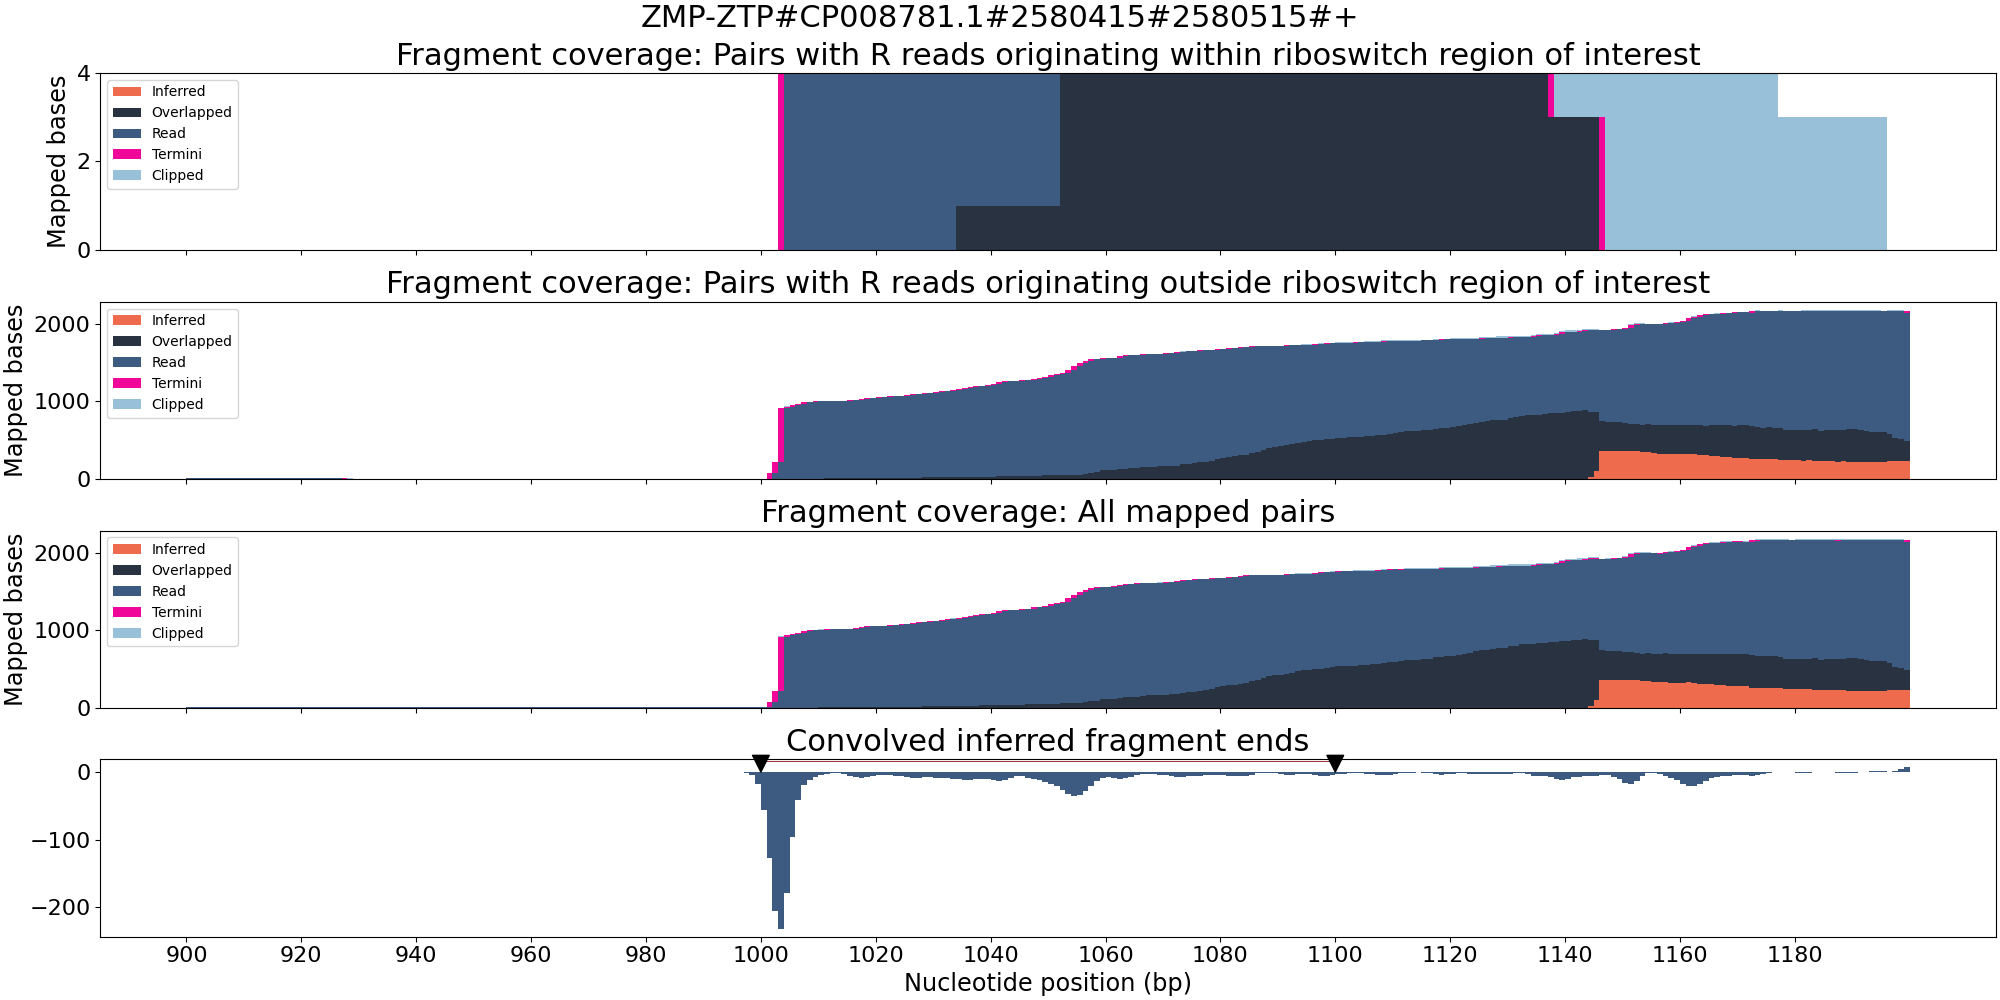 ZMP-ZTP#CP008781.1#2580415#2580515#+
Fragment coverage: Pairs with R reads originating within riboswitch region of interest
Mapped bases
4
2
0
Inferred
Overlapped
Read
Termini
Clipped
Fragment coverage: Pairs with R reads originating outside riboswitch region of interest
Mapped bases
2000
1000
0
Inferred
Overlapped
Read
Termini
Clipped
Fragment coverage: All mapped pairs
Mapped bases
2000
1000
0
Inferred
Overlapped
Read
Termini
Clipped
Convolved inferred fragment ends
0
−100
−200
900 920 940 960 980 1000 1020 1040 1060 1080 1100 1120 1140 1160 1180
Nucleotide position (bp)